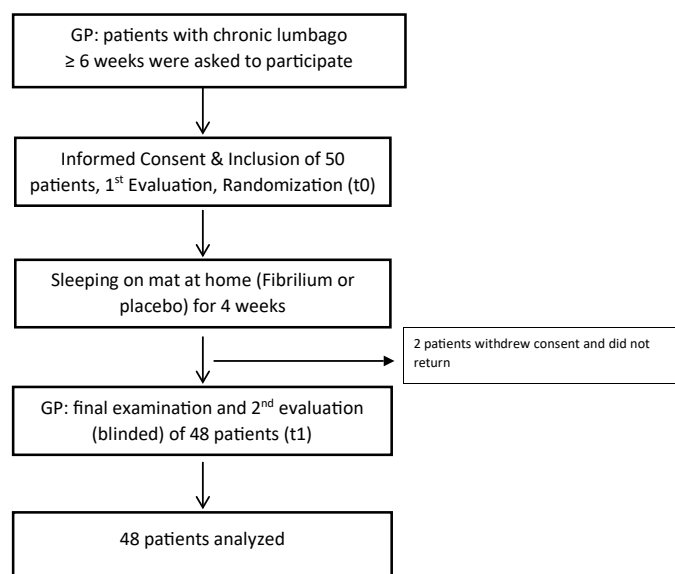 GP: patients with chronic lumbago
≥ 6 weeks were asked to participate
Informed Consent & Inclusion of 50
patients, 1st Evaluation, Randomization (t0)
Sleeping on mat at home (Fibrilium or
placebo) for 4 weeks
2 patients withdrew consent and did not
return
GP: final examination and 2nd evaluation
(blinded) of 48 patients (t1)
48 patients analyzed